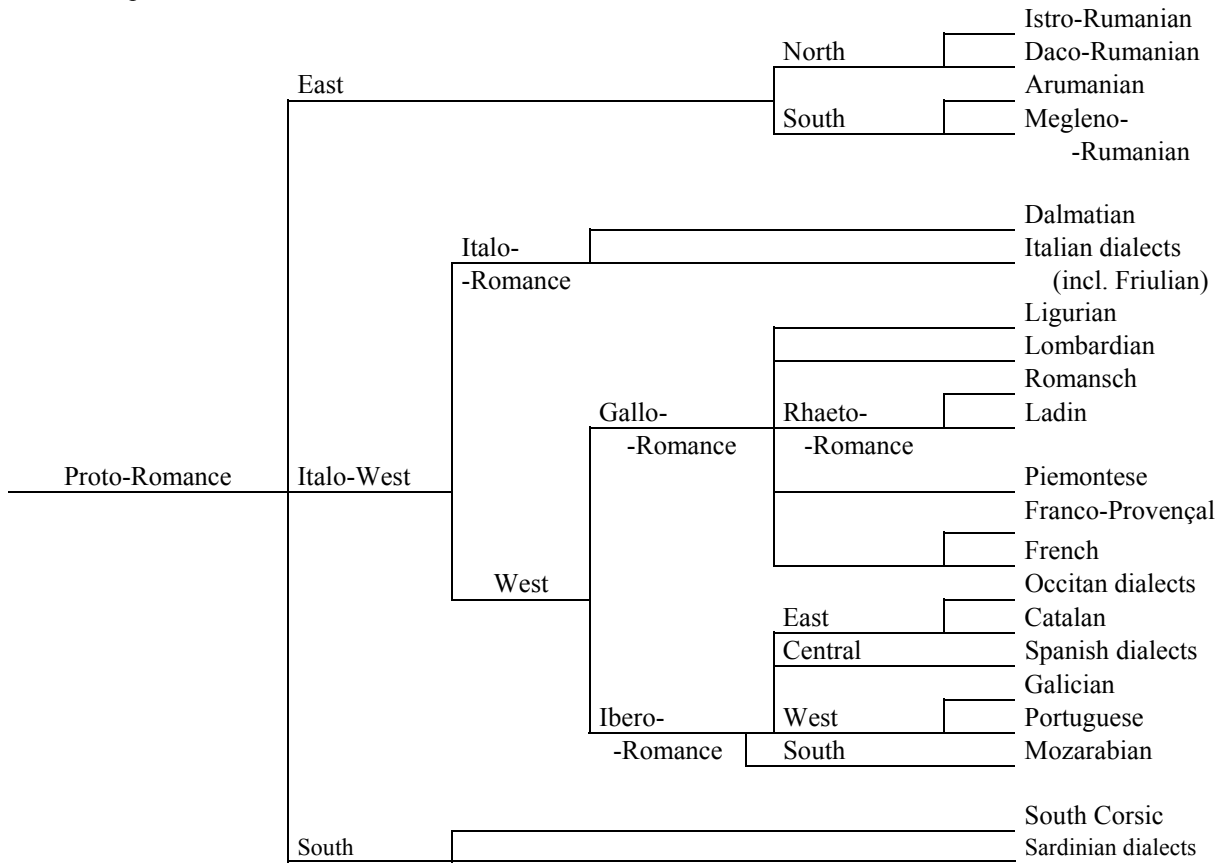 Istro-Rumanian
North Daco-Rumanian
East Arumanian
South Megleno-
-Rumanian
Dalmatian
Italo- Italian dialects
-Romance (incl. Friulian)
Ligurian
Lombardian
Romansch
Gallo- Rhaeto- Ladin
-Romance -Romance
Proto-Romance Italo-West Piemontese
Franco-Provençal
French
West Occitan dialects
East Catalan
Central Spanish dialects
Galician
Ibero- West Portuguese
-Romance South Mozarabian
South Corsic
South Sardinian dialects